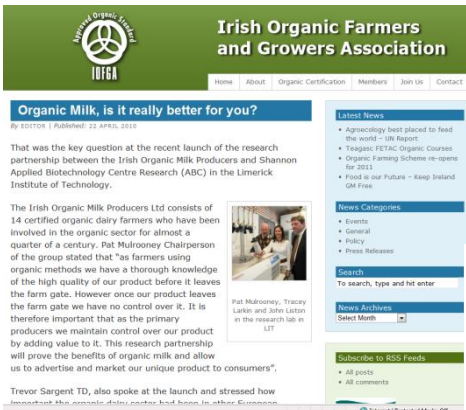 Approved Organic Standard
IOFGA
Irish Organic Farmers
and Growers Association
Home About Organic Certification Members Join Us Contact
Organic Milk, is it really better for you?
By EDITOR | Published: 22 APRIL, 2010
That was the key question at the recent launch of the research
partnership between the Irish Organic Milk Producers and Shannon
Applied Biotechnology Centre Research (ABC) in the Limerick
Institute of Technology.
The Irish Organic Milk Producers Ltd consists of
14 certified organic dairy farmers who have been
involved in the organic sector for almost a
quarter of a century. Pat Mulrooney Chairperson
of the group stated that “as farmers using
organic methods we have a thorough knowledge
of the high quality of our product before it leaves
the farm gate. However once our product leaves
the farm gate we have no control over it. It is
therefore important that as the primary
producers we maintain control over our product
by adding value to it. This research partnership
will prove the benefits of organic milk and allow
us to advertise and market our unique product to consumers”.
Pat Mulrooney, Tracey
Larkin and John Liston
in the research lab in
LIT
Trevor Sargent TD, also spoke at the launch and stressed how
important the organic dairy sector had been in other European
Latest News
Agroecology best placed to feed
the world – UN Report
Teagasc FETAC Organic Courses
Organic Farming Scheme re-opens
for 2011
Food is our Future – Keep Ireland
GM Free
News Categories
Events
General
Policy
Press Releases
Search
To search, type and hit enter
News Archives
Select Month
Subscribe to RSS Feeds
All posts
All comments